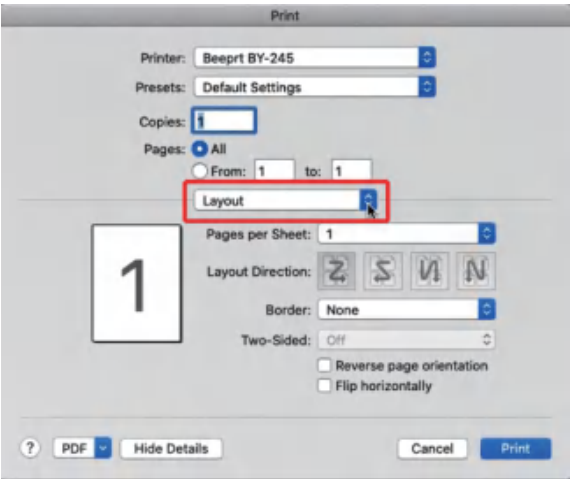 Print
Printer: Beeprt BY-245
Presets: Default Settings
Copies: 1
Pages: All
From: 1 to: 1
Layout
1
Pages per Sheet: 1
Layout Direction:
Border: None
Two-Sided: Off
Reverse page orientation
Flip horizontally
? PDF Hide Details Cancel Print